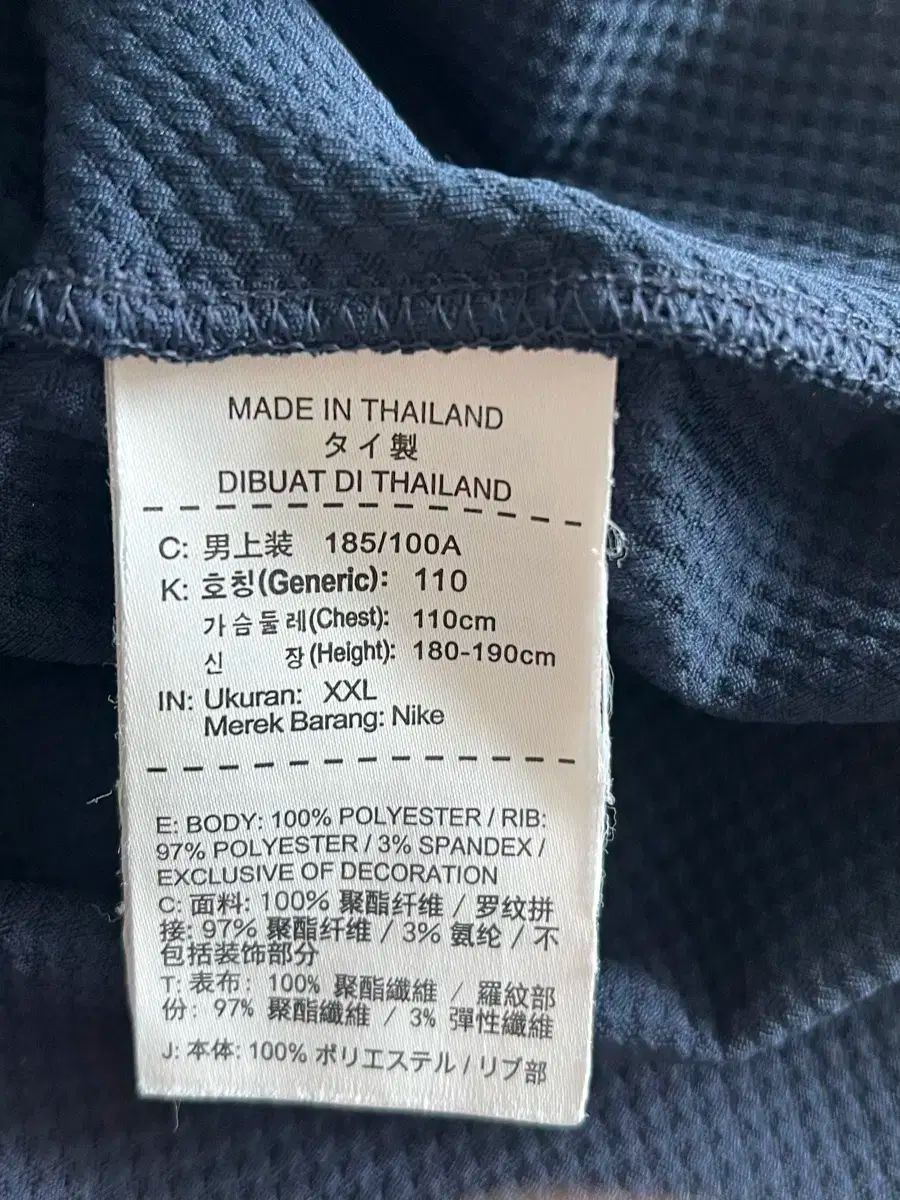 MADE IN THAILAND
タイ製
DIBUAT DI THAILAND
C: 男上装 185/100A
K: 호칭(Generic): 110
가슴둘레(Chest): 110cm
신 장(Height): 180-190cm
IN: Ukuran: XXL
Merek Barang: Nike
E: BODY: 100% POLYESTER / RIB:
97% POLYESTER / 3% SPANDEX /
EXCLUSIVE OF DECORATION
C: 面料: 100% 聚酯纤维 / 罗纹拼
接: 97% 聚酯纤维 / 3% 氨纶 / 不
包括装饰部分
T: 表布: 100% 聚酯纖維 / 羅紋部
份: 97% 聚酯纖維 / 3% 彈性纖維
J: 本体: 100% ポリエステル / リブ部